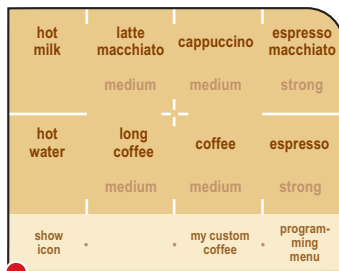 hot milk
latte macchiato
cappuccino
espresso macchiato
medium
medium
strong
hot water
long coffee
coffee
espresso
medium
medium
strong
show icon
my custom coffee
program-ming menu